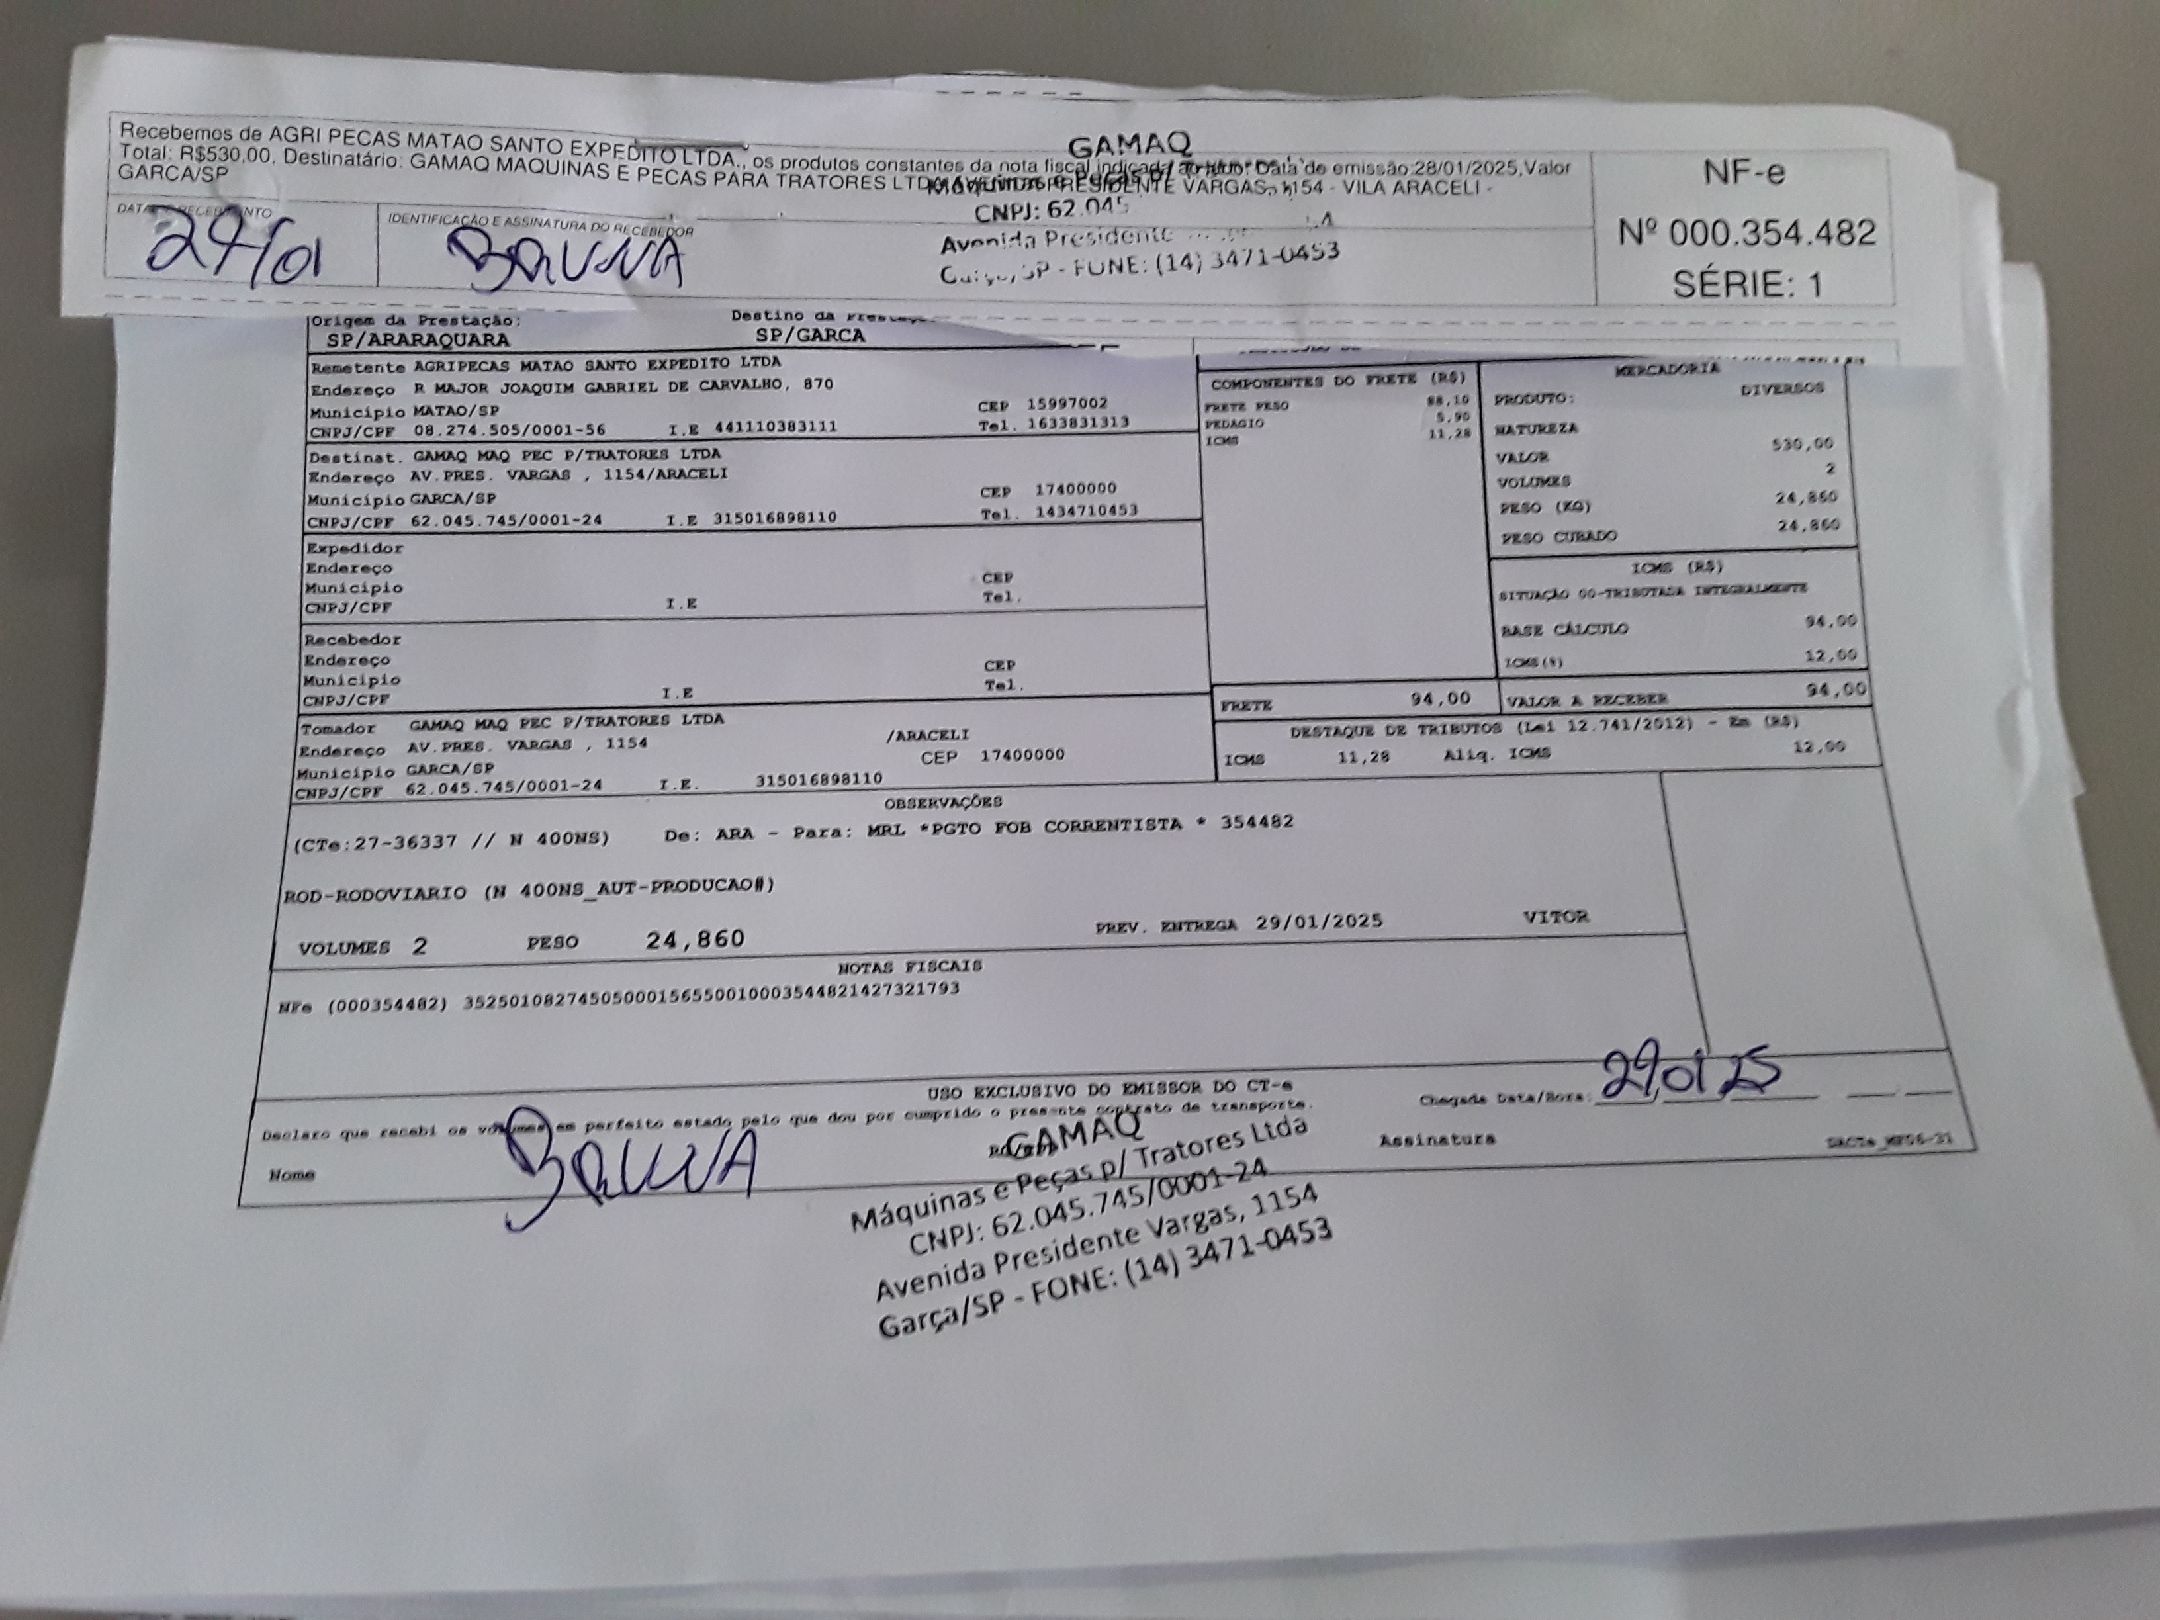 GAMAQ
Recebemos de AGRI PECAS MATAO SANTO EXPEDITO LTDA., os produtos constantes da nota fiscal indicada ao lado. Data de emissão:28/01/2025,Valor
Total: R$530,00, Destinatário: GAMAQ MAQUINAS E PECAS PARA TRATORES LTDA AVENIDA PRESIDENTE VARGAS, 1154 - VILA ARACELI -
GARCA/SP
Máquinas e Peças p/
CNPJ: 62.045
Avenida Presidente
SP - FONE: (14) 3471-0453
NF-e
Nº 000.354.482
SÉRIE: 1
DATA RECEBIMENTO
29/01
IDENTIFICAÇÃO E ASSINATURA DO RECEBEDOR
BRUNA
Origem da Prestação:
SP/ARARAQUARA
Destino da
SP/GARCA
Remetente AGRIPECAS MATAO SANTO EXPEDITO LTDA
Endereço R MAJOR JOAQUIM GABRIEL DE CARVALHO, 870
Município MATAO/SP CEP 15997002
CNPJ/CPF 08.274.505/0001-56 I.E 441110383111 Tel. 1633831313
Destinat. GAMAQ MAQ PEC P/TRATORES LTDA
Endereço AV.PRES. VARGAS , 1154/ARACELI
Município GARCA/SP CEP 17400000
CNPJ/CPF 62.045.745/0001-24 I.E 315016898110 Tel. 1434710453
Expedidor
Endereço
Município CEP
CNPJ/CPF I.E Tel.
Recebedor
Endereço
Município CEP
CNPJ/CPF I.E Tel.
Tomador GAMAQ MAQ PEC P/TRATORES LTDA
Endereço AV.PRES. VARGAS , 1154 /ARACELI
Município GARCA/SP CEP 17400000
CNPJ/CPF 62.045.745/0001-24 I.E. 315016898110
COMPONENTES DO FRETE (R$)
FRETE PESO 88,10
PEDAGIO 5,90
ICMS 11,28
FRETE 94,00
MERCADORIA
PRODUTO: DIVERSOS
NATUREZA
VALOR 530,00
VOLUMES 2
PESO (KG) 24,860
PESO CUBADO 24,860
ICMS (R$)
SITUAÇÃO 00-TRIBUTADA INTEGRALMENTE
BASE CÁLCULO 94,00
ICMS(%) 12,00
VALOR A RECEBER 94,00
DESTAQUE DE TRIBUTOS (Lei 12.741/2012) - Em (R$)
ICMS 11,28 Aliq. ICMS 12,00
OBSERVAÇÕES
(CTe:27-36337 // N 400NS) De: ARA - Para: MRL *PGTO FOB CORRENTISTA * 354482
ROD-RODOVIARIO (N 400NS_AUT-PRODUCAO#)
VOLUMES 2 PESO 24,860 PREV. ENTREGA 29/01/2025 VITOR
NOTAS FISCAIS
NFe (000354482) 35250108274505000156550010003544821427321793
USO EXCLUSIVO DO EMISSOR DO CT-e
Declaro que recebi os volumes em perfeito estado pelo que dou por cumprido o presente contrato de transporte.
Chegada Data/Hora: 29 01 25
Nome BRUNA
Assinatura
DACTe_MF06-31
GAMAQ
Máquinas e Peças p/ Tratores Ltda
CNPJ: 62.045.745/0001-24
Avenida Presidente Vargas, 1154
Garça/SP - FONE: (14) 3471-0453